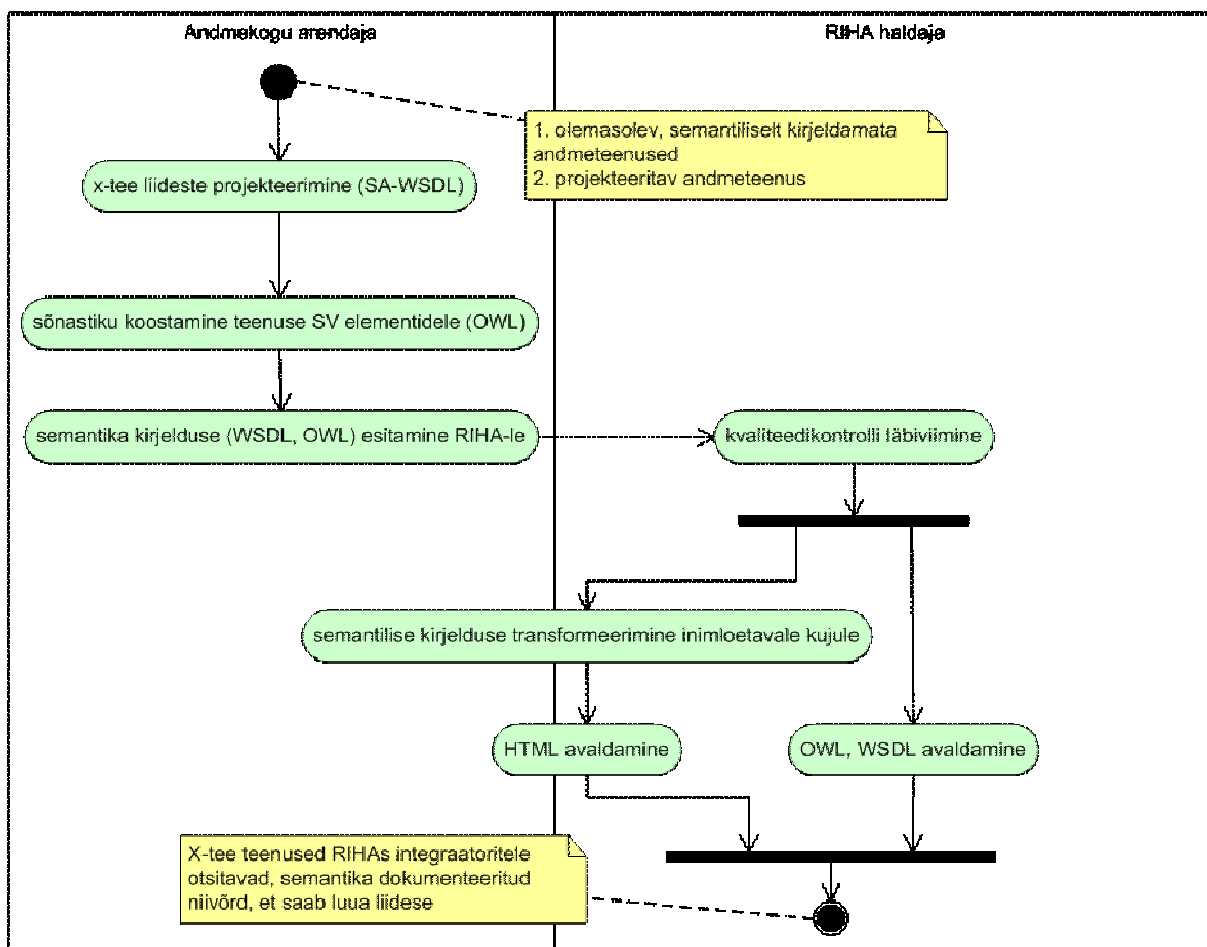 Andmekogu arendaja
RIHA haldaja
1. olemasolev, semantiliselt kirjeldamata
andmeteenused
2. projekteeritav andmeteenus
x-tee liideste projekteerimine (SA-WSDL)
sõnastiku koostamine teenuse SV elementidele (OWL)
semantika kirjelduse (WSDL, OWL) esitamine RIHA-le
kvaliteedikontrolli läbiviimine
semantilise kirjelduse transformeerimine inimloetavale kujule
HTML avaldamine
OWL, WSDL avaldamine
X-tee teenused RIHAs integraatoritele
otsitavad, semantika dokumenteeritud
niivõrd, et saab luua liidese